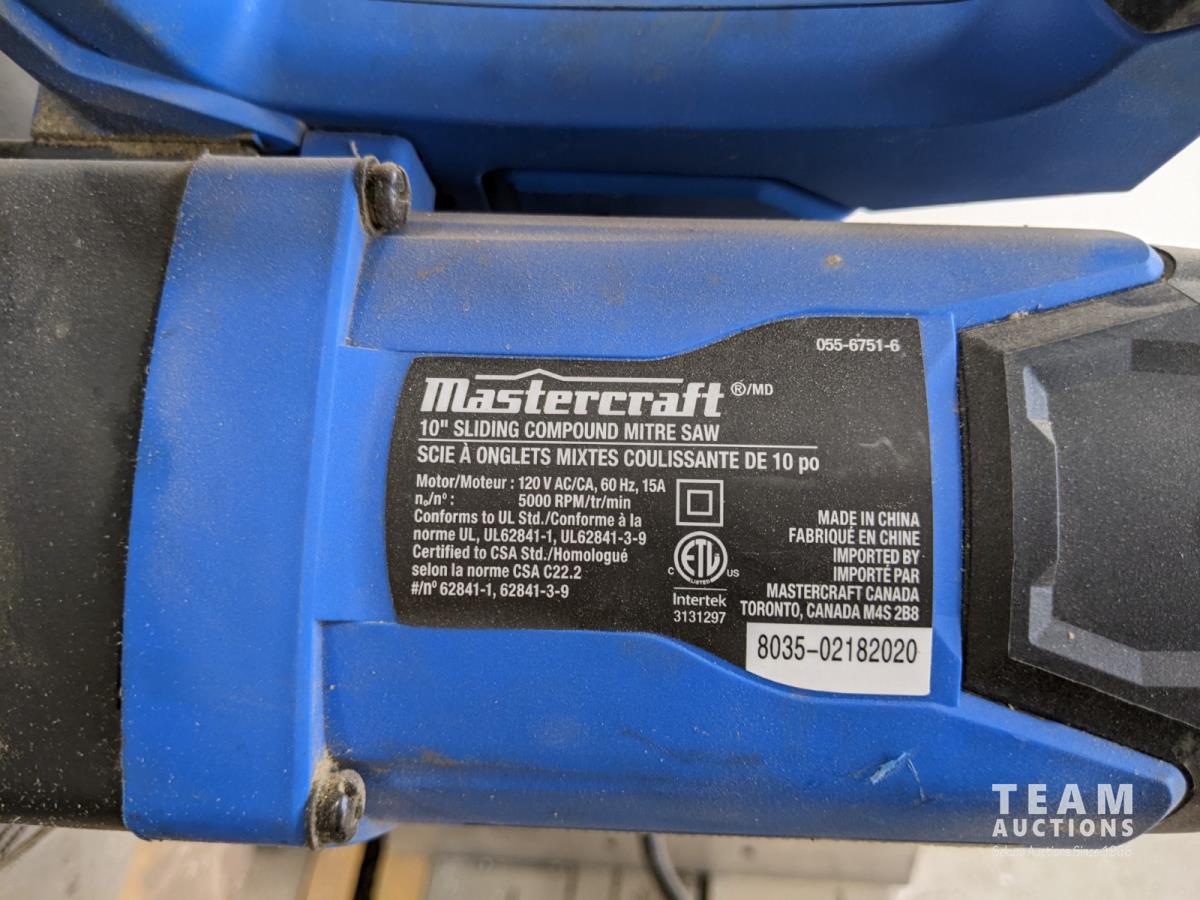 055-6751-6
Mastercraft ®/MD
10" SLIDING COMPOUND MITRE SAW
SCIE À ONGLETS MIXTES COULISSANTE DE 10 po
Motor/Moteur : 120 V AC/CA, 60 Hz, 15A
n₀/n⁰ : 5000 RPM/tr/min
Conforms to UL Std./Conforme à la
norme UL, UL62841-1, UL62841-3-9
Certified to CSA Std./Homologué
selon la norme CSA C22.2
#/nº 62841-1, 62841-3-9
C ETL US
LISTED
Intertek
3131297
MADE IN CHINA
FABRIQUÉ EN CHINE
IMPORTED BY
IMPORTÉ PAR
MASTERCRAFT CANADA
TORONTO, CANADA M4S 2B8
8035-02182020
TEAM
AUCTIONS